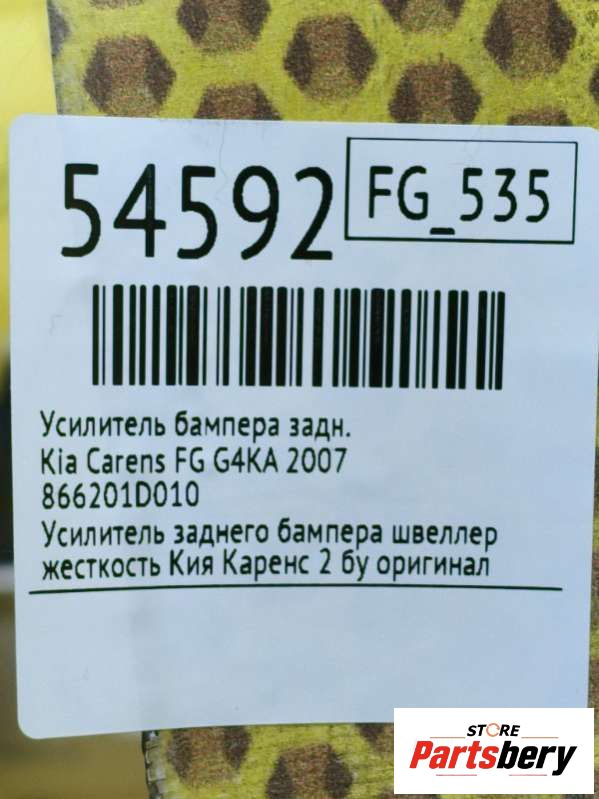 54592
FG_535
Усилитель бампера задн.
Kia Carens FG G4KA 2007
866201D010
Усилитель заднего бампера швеллер
жесткость Кия Каренс 2 бу оригинал
STORE
Partsbery